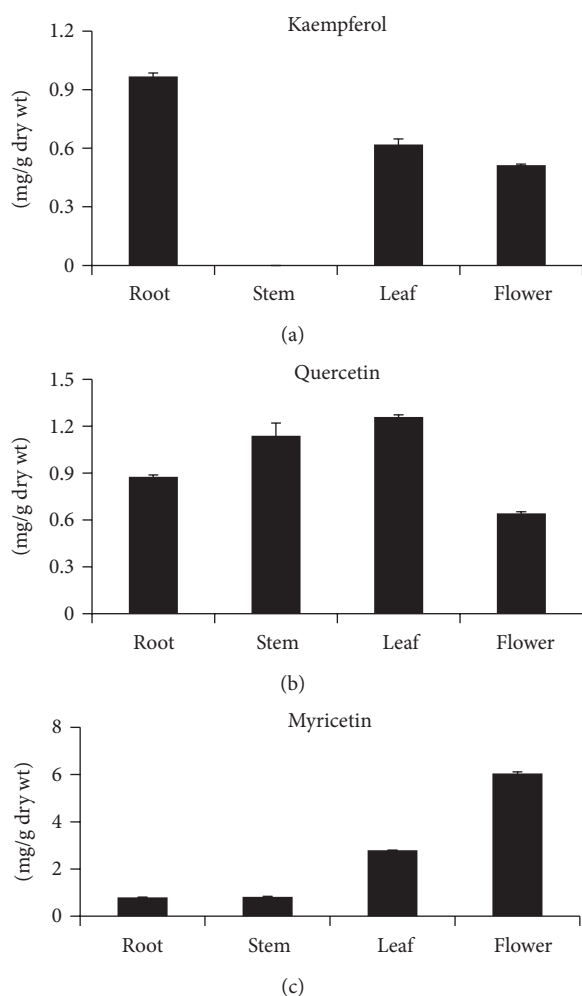 Kaempferol
(mg/g dry wt)
1.2
0.9
0.6
0.3
0
Root Stem Leaf Flower
(a)
Quercetin
(mg/g dry wt)
1.5
1.2
0.9
0.6
0.3
0
Root Stem Leaf Flower
(b)
Myricetin
(mg/g dry wt)
8
6
4
2
0
Root Stem Leaf Flower
(c)